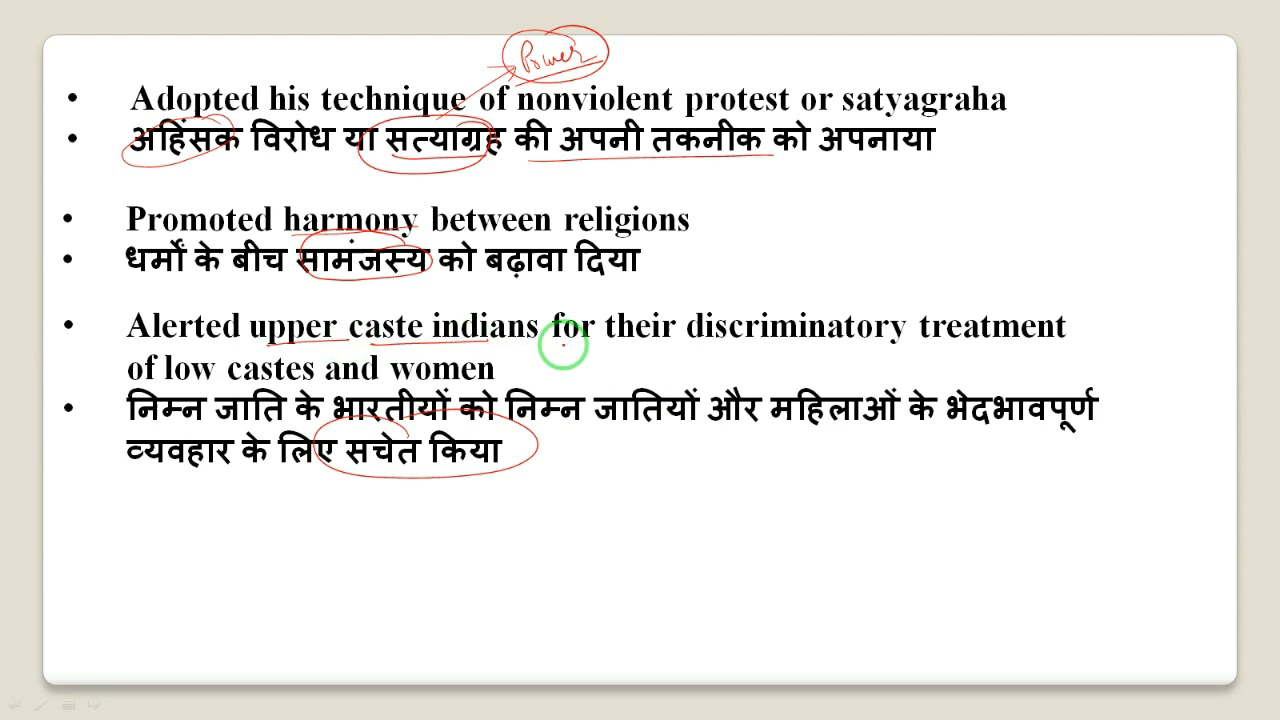 Power
• Adopted his technique of nonviolent protest or satyagraha
• अहिंसक विरोध या सत्याग्रह की अपनी तकनीक को अपनाया
• Promoted harmony between religions
• धर्मों के बीच सामंजस्य को बढ़ावा दिया
• Alerted upper caste indians for their discriminatory treatment
of low castes and women
• निम्न जाति के भारतीयों को निम्न जातियों और महिलाओं के भेदभावपूर्ण
व्यवहार के लिए सचेत किया